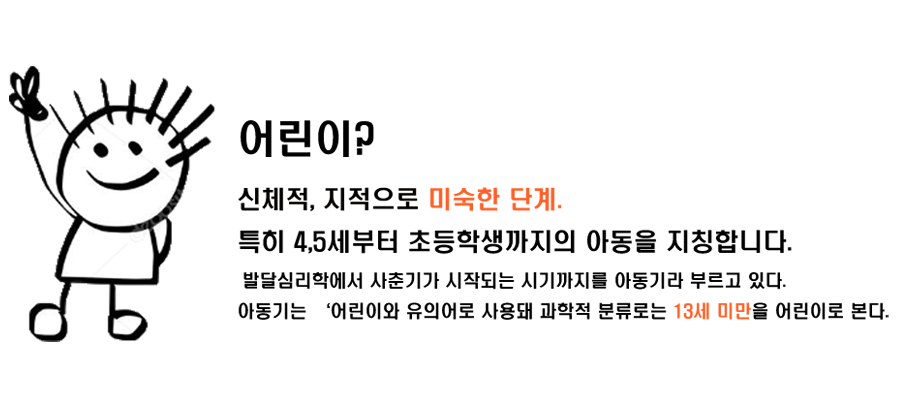 어린이?
신체적, 지적으로 미숙한 단계.
특히 4,5세부터 초등학생까지의 아동을 지칭합니다.
발달심리학에서 사춘기가 시작되는 시기까지를 아동기라 부르고 있다.
아동기는 ‘어린이와 유의어로 사용돼 과학적 분류로는 13세 미만을 어린이로 본다.